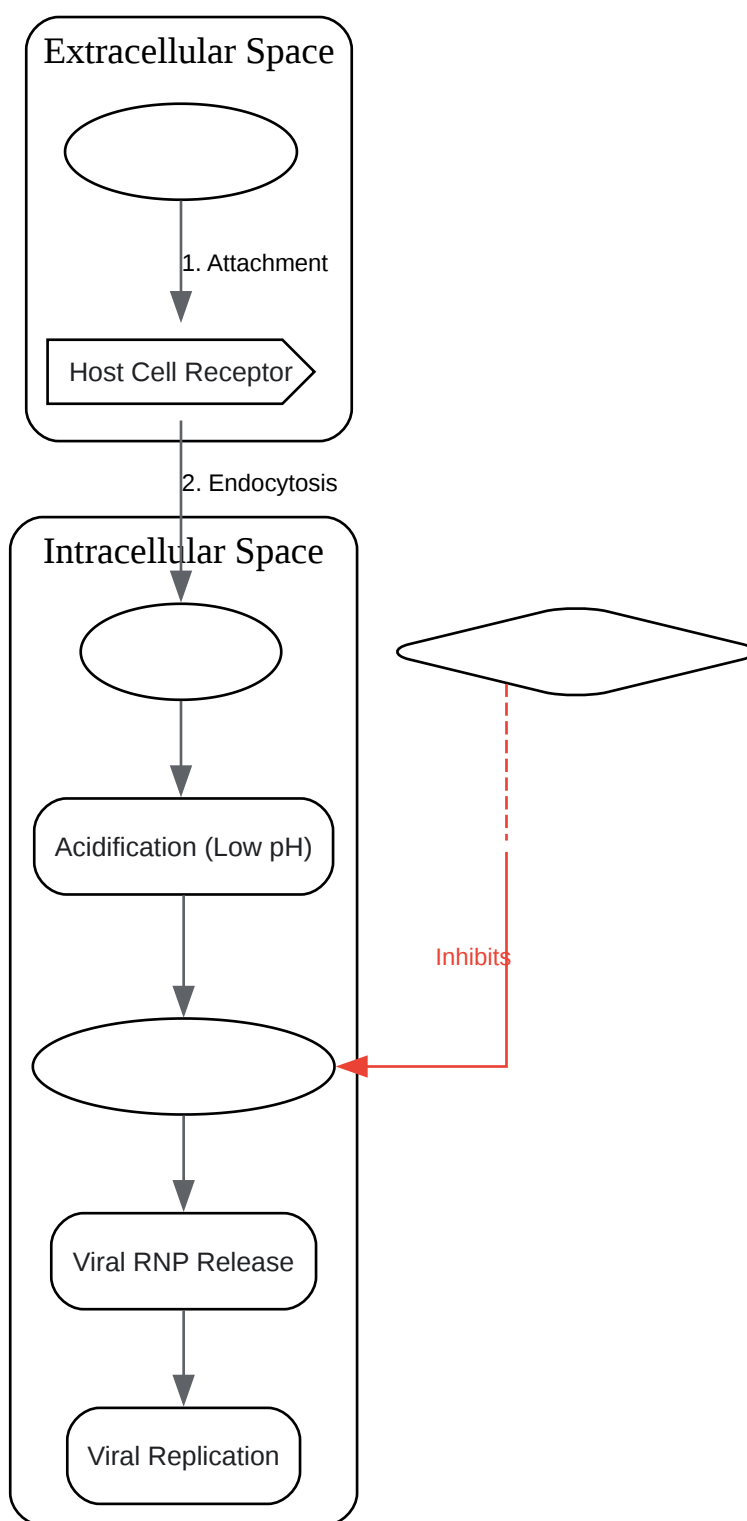 Extracellular Space
1. Attachment
Host Cell Receptor
2. Endocytosis
Intracellular Space
Acidification (Low pH)
Inhibits
Viral RNP Release
Viral Replication